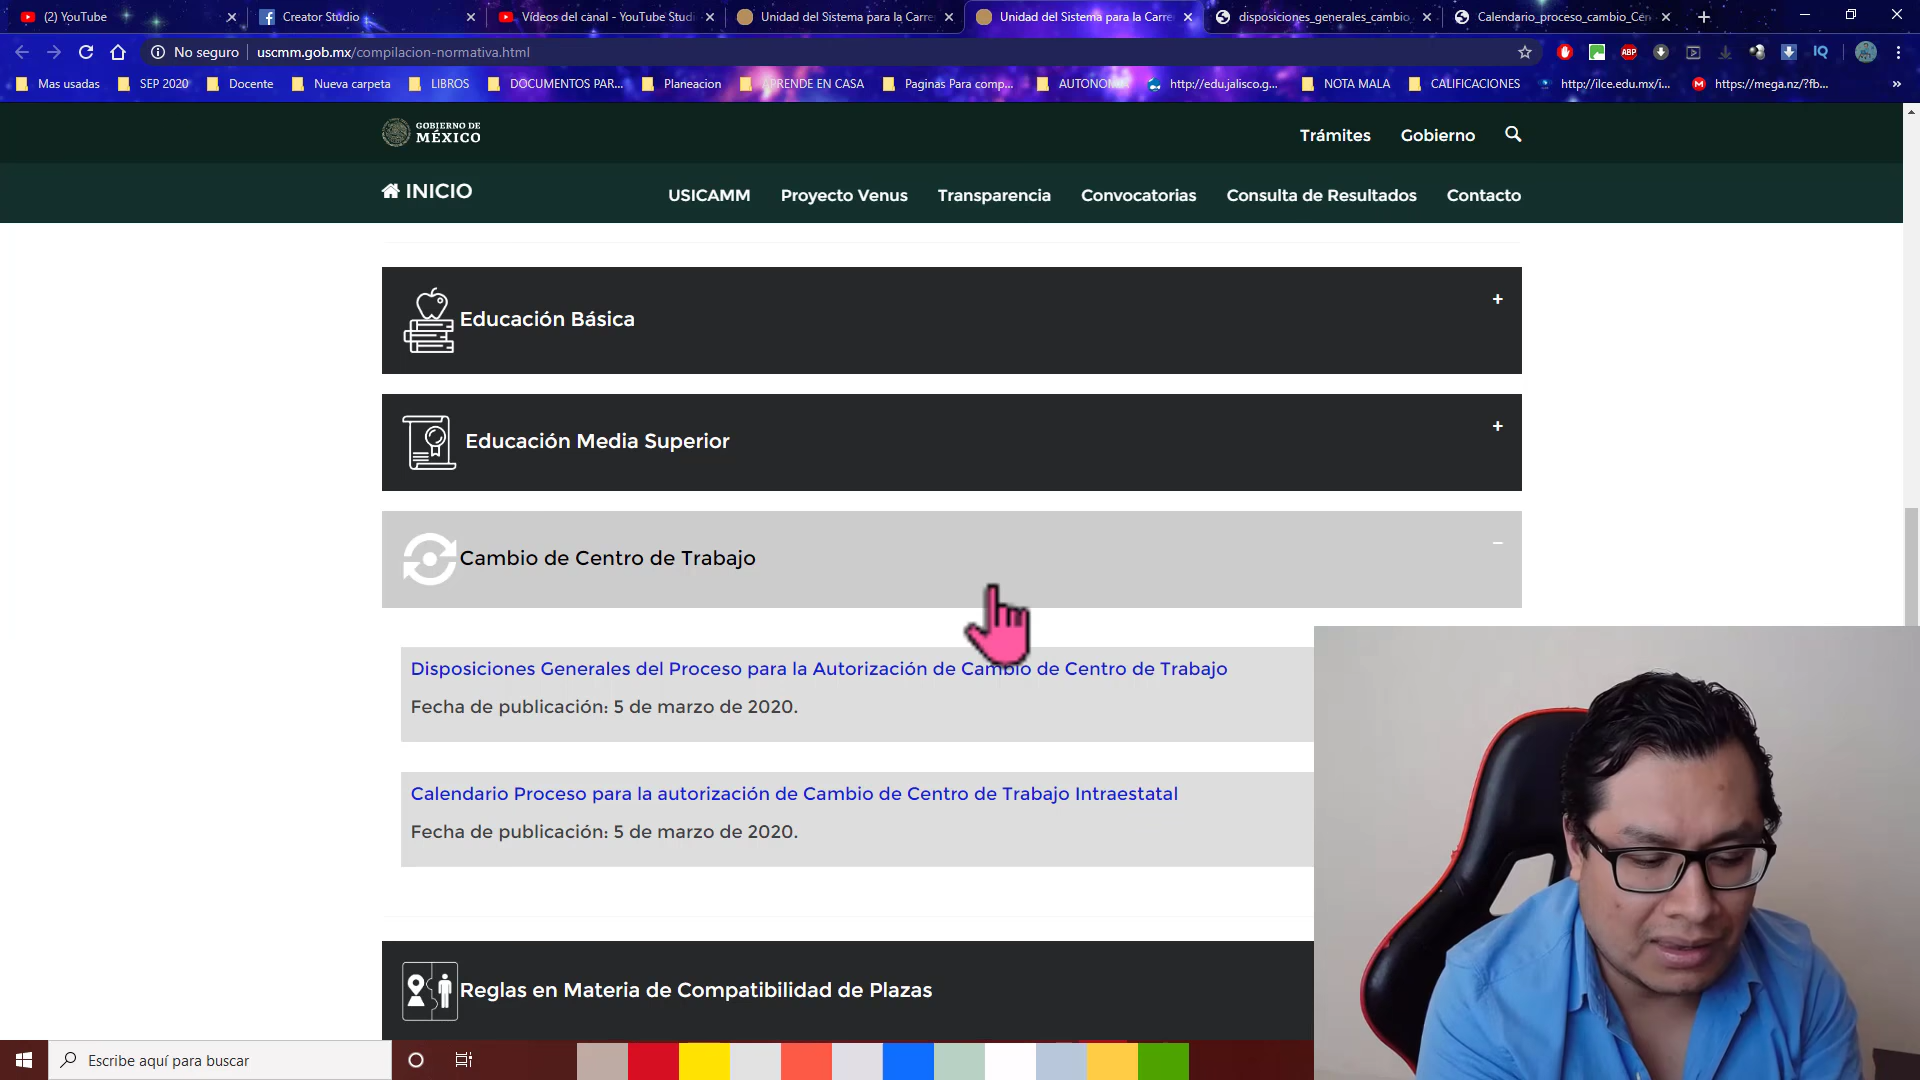 (2) YouTube
Creator Studio
Vídeos del canal - YouTube Studi
Unidad del Sistema para la Carre
Unidad del Sistema para la Carre
disposiciones_generales_cambio_
Calendario_proceso_cambio_Cen
No seguro
uscmm.gob.mx/compilacion-normativa.html
ABP
IQ
Mas usadas
SEP 2020
Docente
Nueva carpeta
LIBROS
DOCUMENTOS PAR...
Planeacion
APRENDE EN CASA
Paginas Para comp...
http://edu.jalisco.g...
NOTA MALA
CALIFICACIONES
http://ilce.edu.mx/i...
https://mega.nz/?fb...
GOBIERNO DE
MÉXICO
Trámites
Gobierno
INICIO
USICAMM
Proyecto Venus
Transparencia
Convocatorias
Consulta de Resultados
Contacto
Educación Básica
+
Educación Media Superior
+
Cambio de Centro de Trabajo
−
Disposiciones Generales del Proceso para la Autorización de Cambio de Centro de Trabajo
Fecha de publicación: 5 de marzo de 2020.
Calendario Proceso para la autorización de Cambio de Centro de Trabajo Intraestatal
Fecha de publicación: 5 de marzo de 2020.
Reglas en Materia de Compatibilidad de Plazas
Escribe aquí para buscar